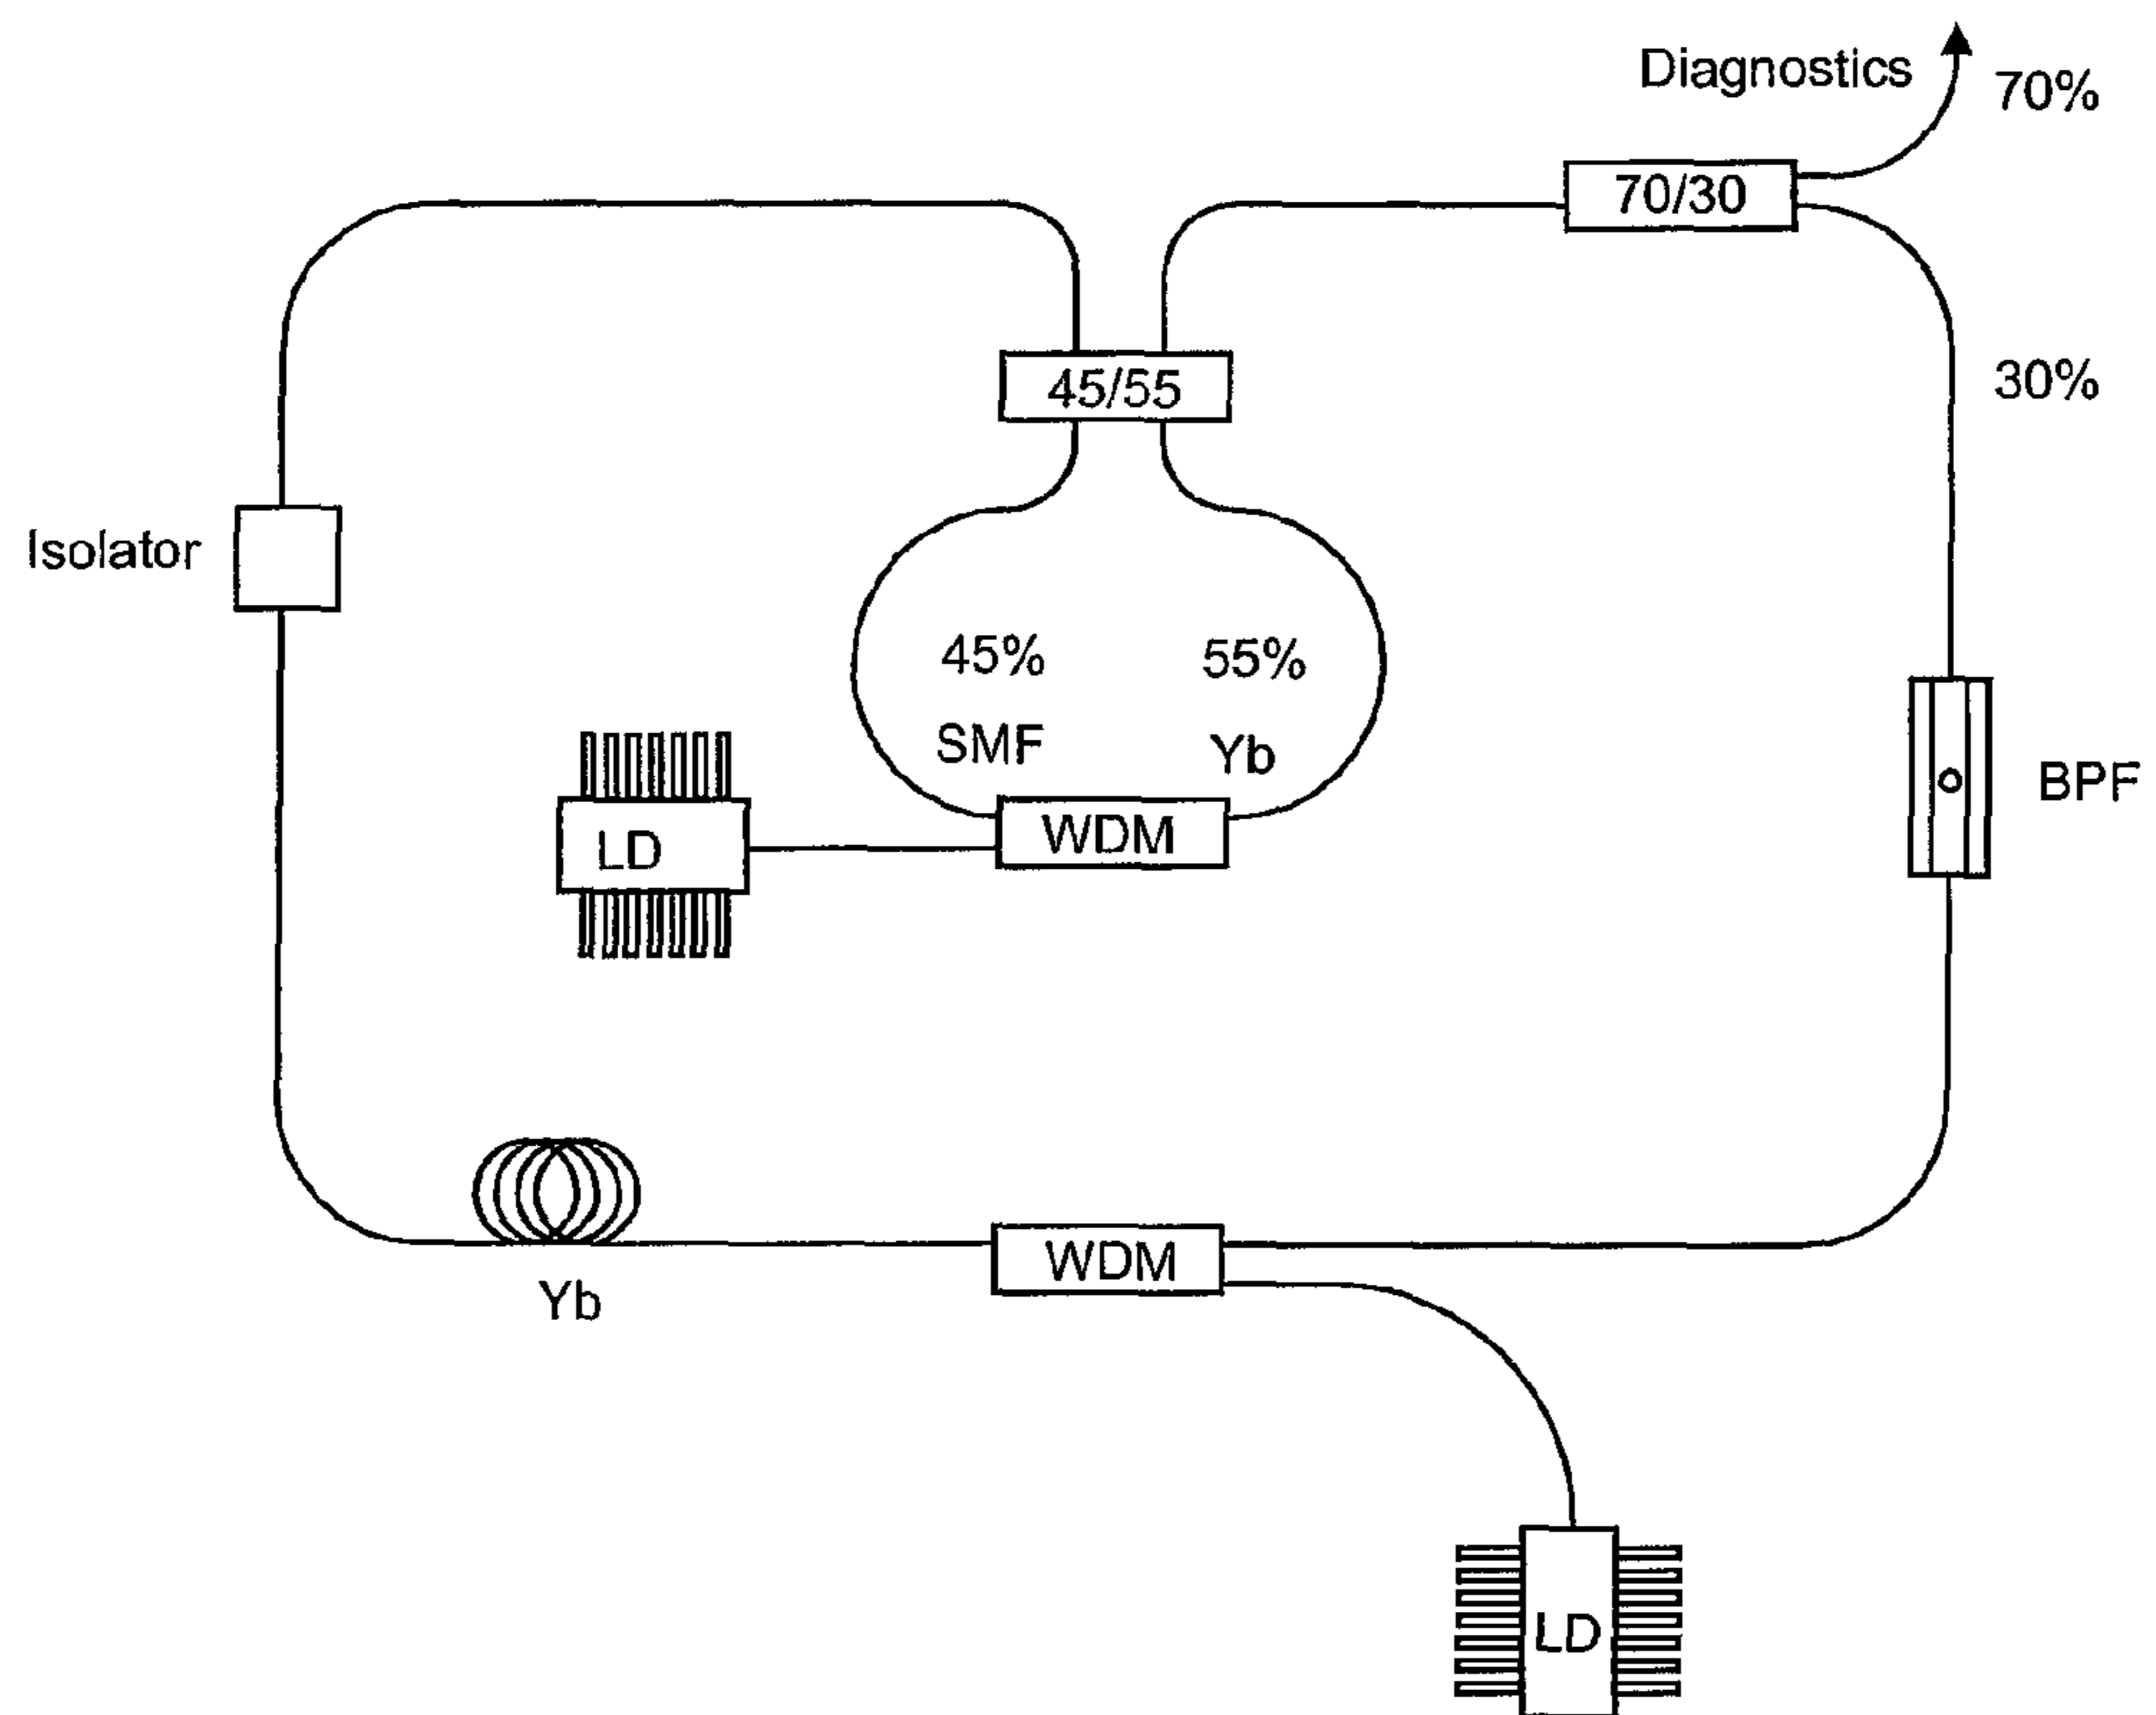 Diagnostics
70%
70/30
45/55
30%
Isolator
45%
55%
SMF
Yb
BPF
LD
WDM
WDM
Yb
LD